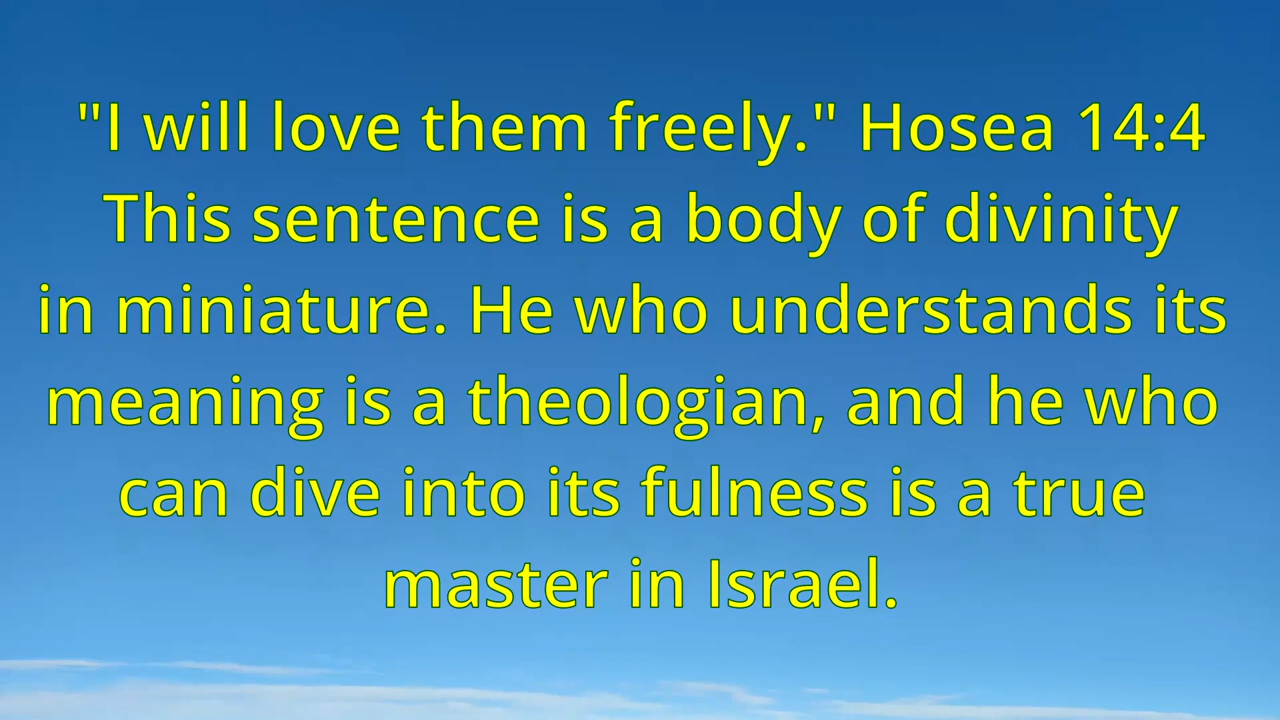 "I will love them freely." Hosea 14:4
This sentence is a body of divinity
in miniature. He who understands its
meaning is a theologian, and he who
can dive into its fulness is a true
master in Israel.